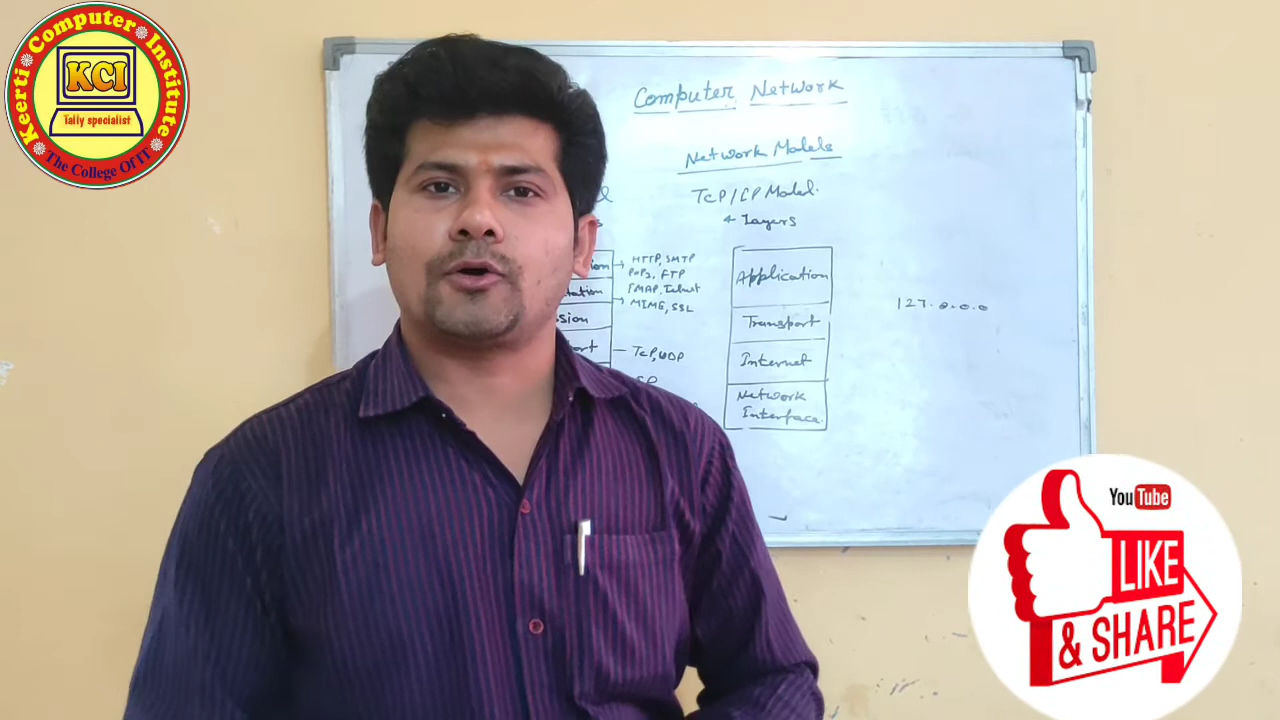 Keerti Computer Institute
KCI
Tally specialist
The College Of IT
Computer Network
Network Models
TCP/IP Model.
4 Layers
HTTP, SMTP
POP3, FTP
IMAP, Telnet
MIME, SSL
TCP, UDP
Application
Transport
Internet
Network
Interface
127.0.0.0
YouTube
LIKE
& SHARE